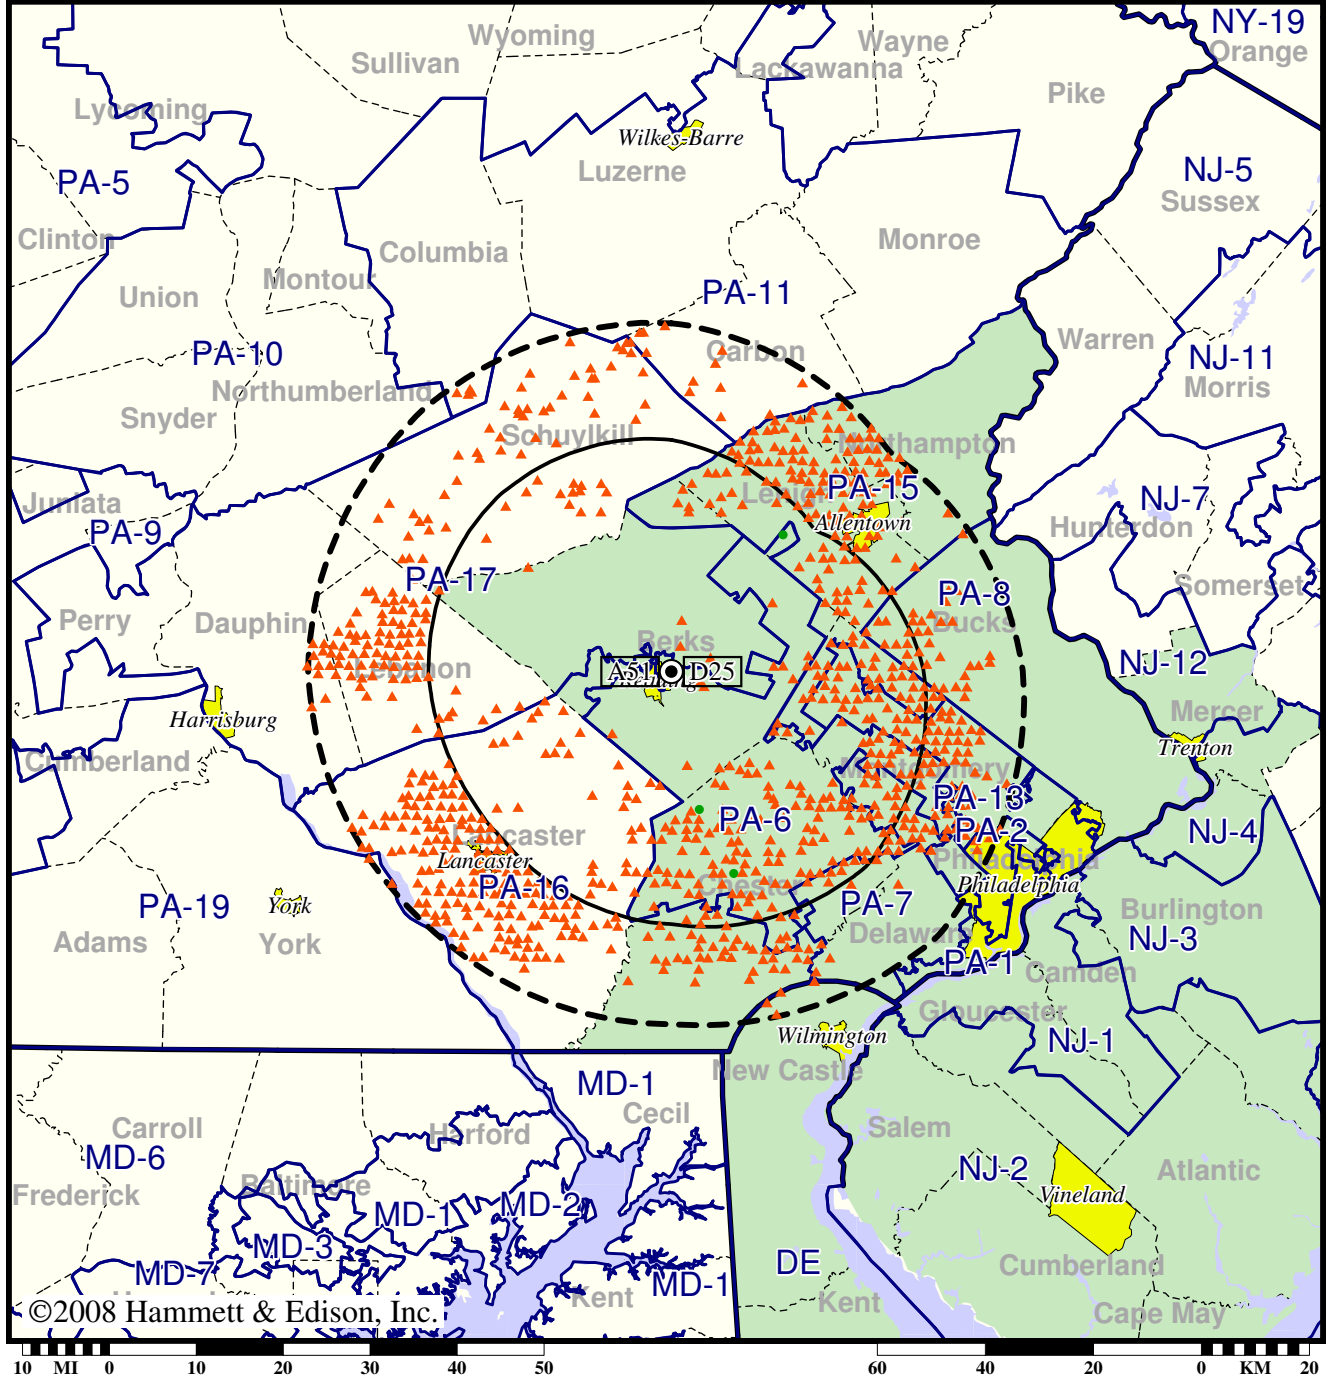 NY-19
Wyoming
Wayne
Orange
Sullivan
Lackawanna
Pike
Lycoming
Wilkes-Barre
Luzerne
NJ-5
PA-5
Sussex
Clinton
Columbia
Monroe
Montour
Union
PA-11
Warren
PA-10
Carbon
NJ-11
Northumberland
Morris
Snyder
Schuylkill
Northampton
PA-15
Lehigh
NJ-7
Juniata
Allentown
Hunterdon
PA-9
PA-17
Somerset
PA-8
Perry
Dauphin
Bucks
Berks
NJ-12
Lebanon
A51
D25
Reading
Mercer
Harrisburg
Trenton
Cumberland
Montgomery
PA-13
PA-6
PA-2
NJ-4
Lancaster
Philadelphia
Lancaster
PA-16
Chester
Philadelphia
PA-19
York
PA-7
Burlington
Adams
York
Delaware
NJ-3
PA-1
Camden
Gloucester
Wilmington
NJ-1
New Castle
MD-1
Cecil
Carroll
Harford
Salem
MD-6
NJ-2
Atlantic
Frederick
Baltimore
Vineland
MD-1
MD-2
MD-3
DE
Cumberland
MD-7
MD-1
Kent
Kent
©2008 Hammett & Edison, Inc.
Cape May
10 MI 0 10 20 30 40 50 60 40 20 0 KM 20